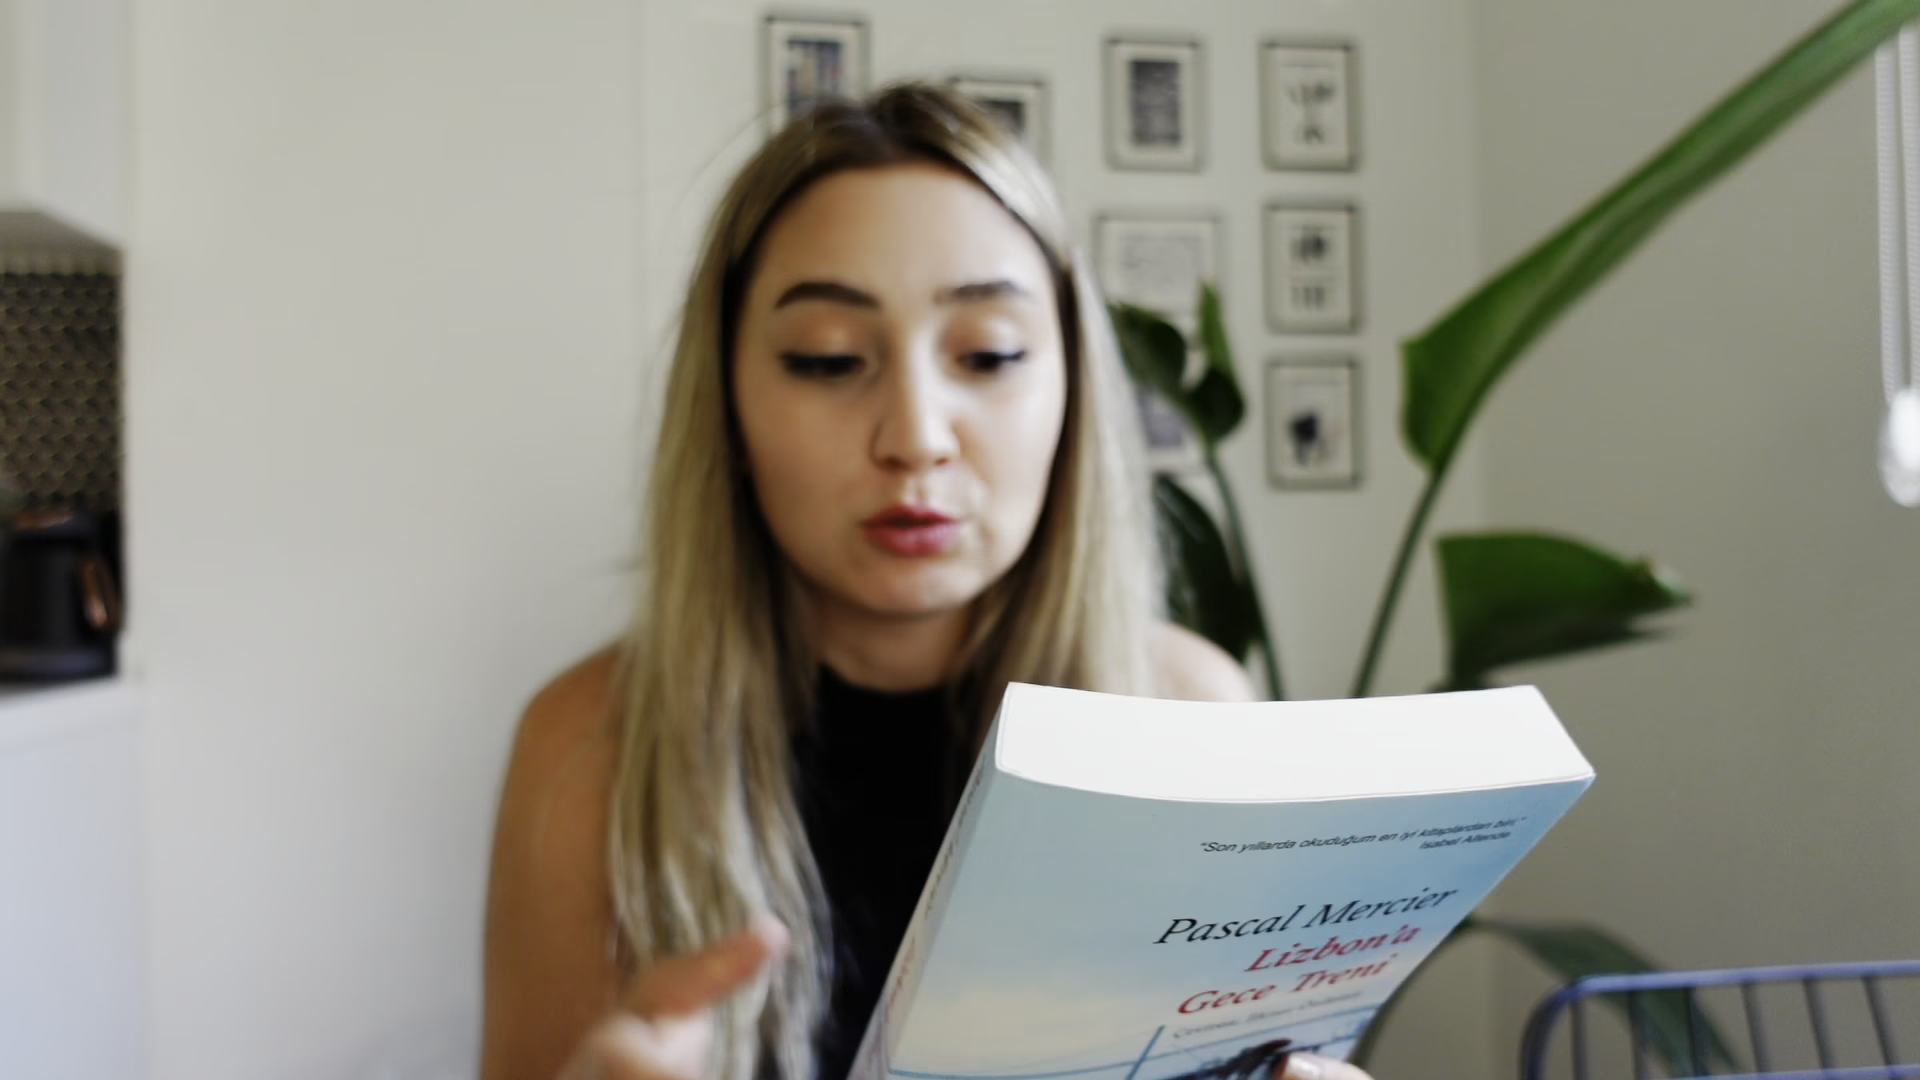 "Son yıllarda okuduğum en iyi kitaplardan biri."
Isabel Allende
Pascal Mercier
Lizbon'a
Gece Treni